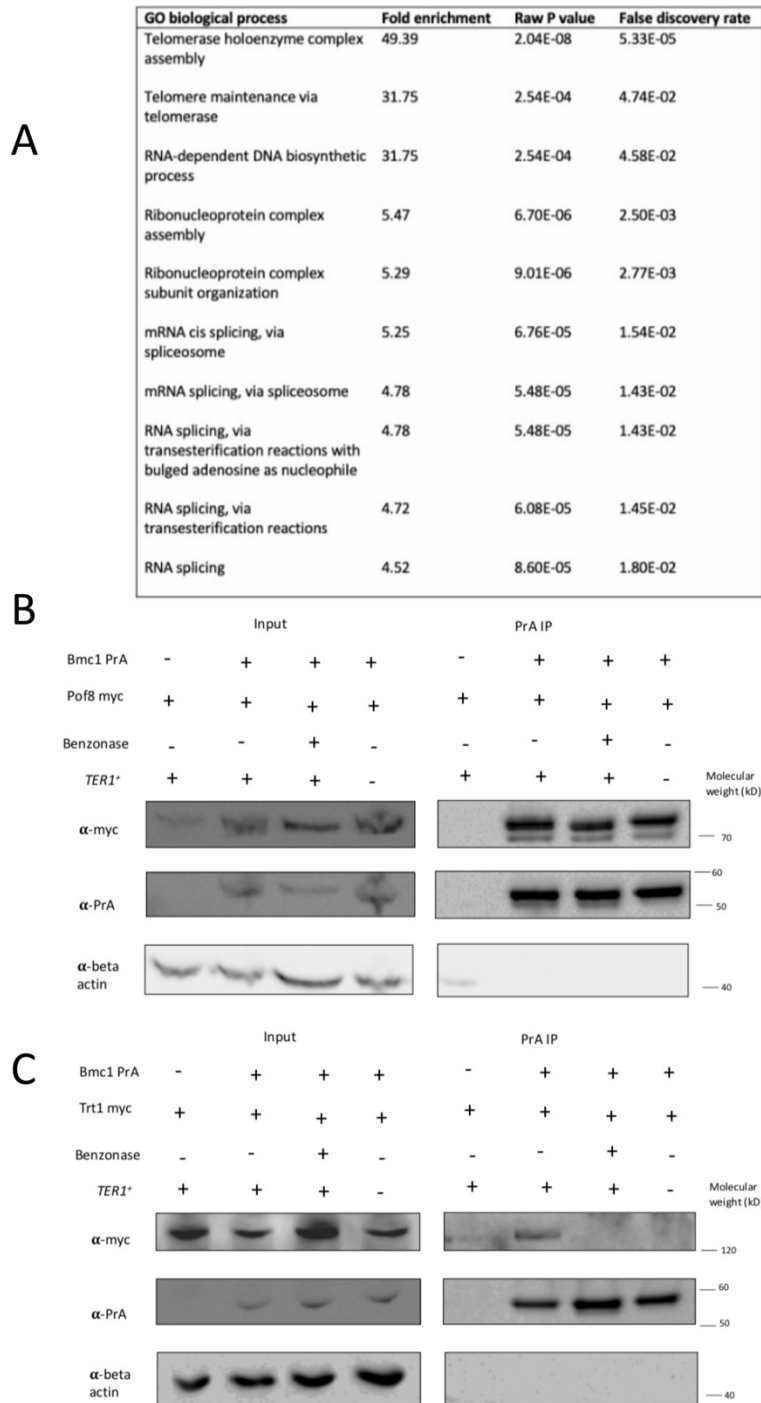 A
GO biological process Fold enrichment Raw P value False discovery rate
Telomerase holoenzyme complex 49.39 2.04E-08 5.33E-05
assembly
Telomere maintenance via 31.75 2.54E-04 4.74E-02
telomerase
RNA-dependent DNA biosynthetic 31.75 2.54E-04 4.58E-02
process
Ribonucleoprotein complex 5.47 6.70E-06 2.50E-03
assembly
Ribonucleoprotein complex 5.29 9.01E-06 2.77E-03
subunit organization
mRNA cis splicing, via 5.25 6.76E-05 1.54E-02
spliceosome
mRNA splicing, via spliceosome 4.78 5.48E-05 1.43E-02
RNA splicing, via 4.78 5.48E-05 1.43E-02
transesterification reactions with
bulged adenosine as nucleophile
RNA splicing, via 4.72 6.08E-05 1.45E-02
transesterification reactions
RNA splicing 4.52 8.60E-05 1.80E-02
B
Input PrA IP
Bmc1 PrA - + + + - + + +
Pof8 myc + + + + + + + +
Benzonase - - + - - - + -
TER1⁺ + + + - + + + - Molecular
weight (kD)
α-myc 70
α-PrA 60
50
α-beta
actin 40
C
Input PrA IP
Bmc1 PrA - + + + - + + +
Trt1 myc + + + + + + + +
Benzonase - - + - - - + -
TER1⁺ + + + - + + + - Molecular
weight (kD)
α-myc 120
α-PrA 60
50
α-beta
actin 40